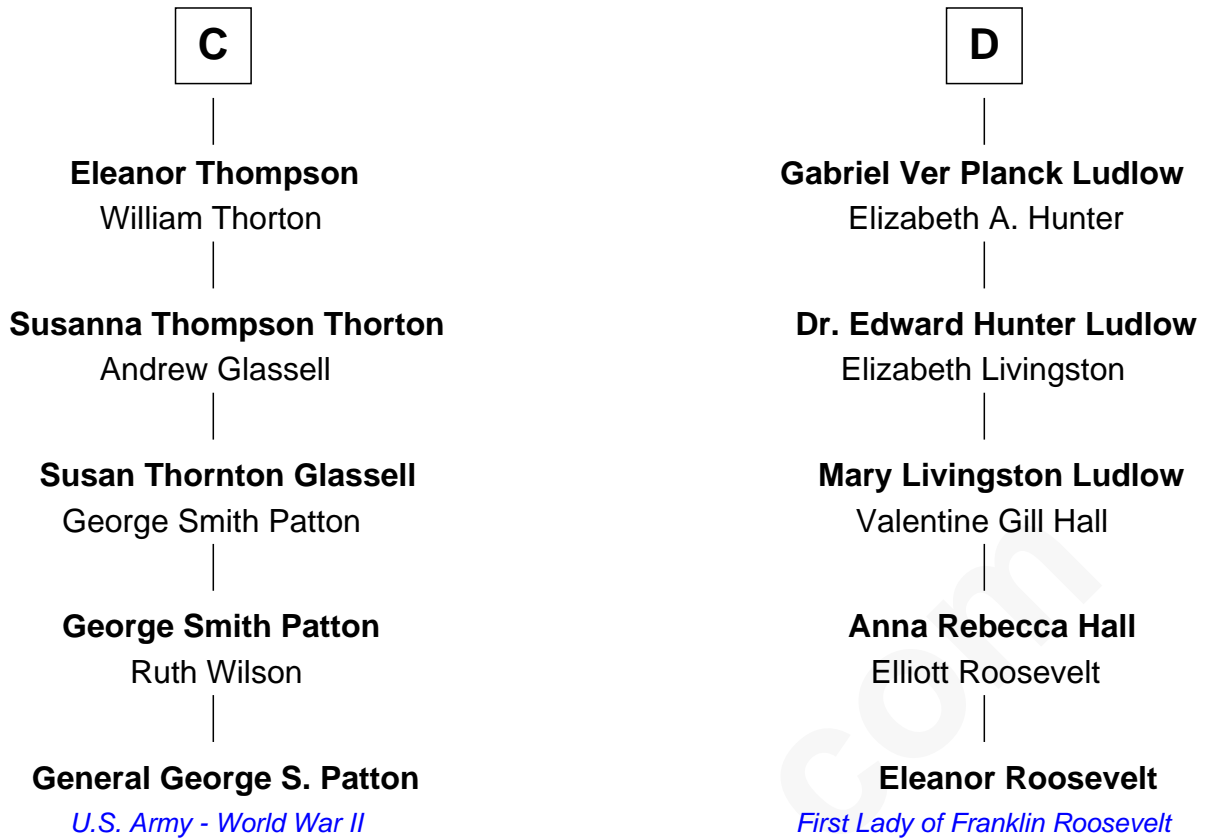 C
Eleanor Thompson
William Thorton
Susanna Thompson Thorton
Andrew Glassell
Susan Thornton Glassell
George Smith Patton
George Smith Patton
Ruth Wilson
General George S. Patton
U.S. Army - World War II
D
Gabriel Ver Planck Ludlow
Elizabeth A. Hunter
Dr. Edward Hunter Ludlow
Elizabeth Livingston
Mary Livingston Ludlow
Valentine Gill Hall
Anna Rebecca Hall
Elliott Roosevelt
Eleanor Roosevelt
First Lady of Franklin Roosevelt
com